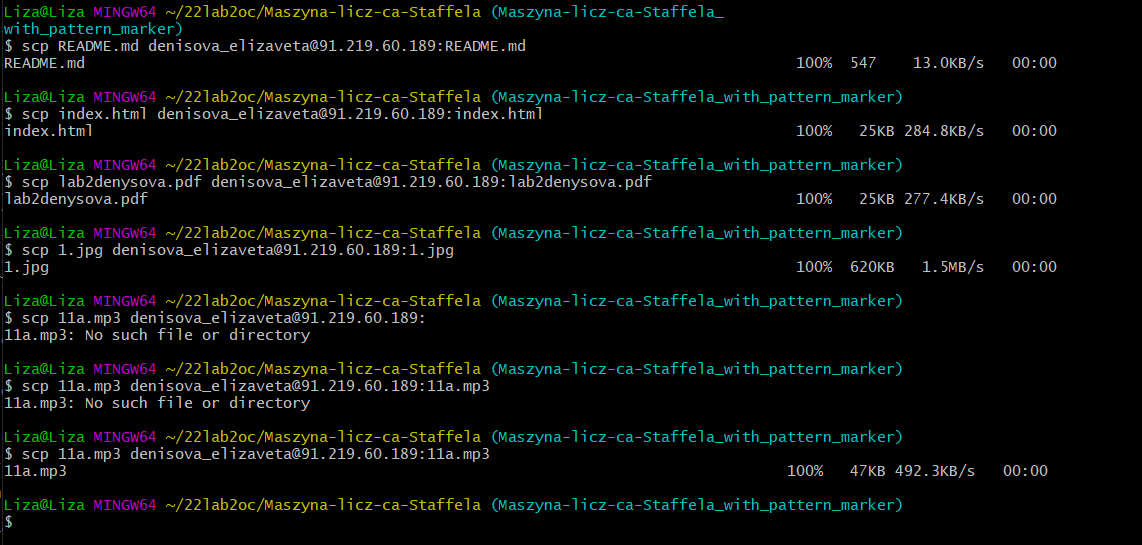 Liza@Liza MINGW64 ~/22lab2oc/Maszyna-licz-ca-Staffela (Maszyna-licz-ca-Staffela_
with_pattern_marker)
$ scp README.md denisova_elizaveta@91.219.60.189:README.md
README.md 100% 547 13.0KB/s 00:00
Liza@Liza MINGW64 ~/22lab2oc/Maszyna-licz-ca-Staffela (Maszyna-licz-ca-Staffela_with_pattern_marker)
$ scp index.html denisova_elizaveta@91.219.60.189:index.html
index.html 100% 25KB 284.8KB/s 00:00
Liza@Liza MINGW64 ~/22lab2oc/Maszyna-licz-ca-Staffela (Maszyna-licz-ca-Staffela_with_pattern_marker)
$ scp lab2denysova.pdf denisova_elizaveta@91.219.60.189:lab2denysova.pdf
lab2denysova.pdf 100% 25KB 277.4KB/s 00:00
Liza@Liza MINGW64 ~/22lab2oc/Maszyna-licz-ca-Staffela (Maszyna-licz-ca-Staffela_with_pattern_marker)
$ scp 1.jpg denisova_elizaveta@91.219.60.189:1.jpg
1.jpg 100% 620KB 1.5MB/s 00:00
Liza@Liza MINGW64 ~/22lab2oc/Maszyna-licz-ca-Staffela (Maszyna-licz-ca-Staffela_with_pattern_marker)
$ scp 11a.mp3 denisova_elizaveta@91.219.60.189:
11a.mp3: No such file or directory
Liza@Liza MINGW64 ~/22lab2oc/Maszyna-licz-ca-Staffela (Maszyna-licz-ca-Staffela_with_pattern_marker)
$ scp 11a.mp3 denisova_elizaveta@91.219.60.189:11a.mp3
11a.mp3: No such file or directory
Liza@Liza MINGW64 ~/22lab2oc/Maszyna-licz-ca-Staffela (Maszyna-licz-ca-Staffela_with_pattern_marker)
$ scp 11a.mp3 denisova_elizaveta@91.219.60.189:11a.mp3
11a.mp3 100% 47KB 492.3KB/s 00:00
Liza@Liza MINGW64 ~/22lab2oc/Maszyna-licz-ca-Staffela (Maszyna-licz-ca-Staffela_with_pattern_marker)
$